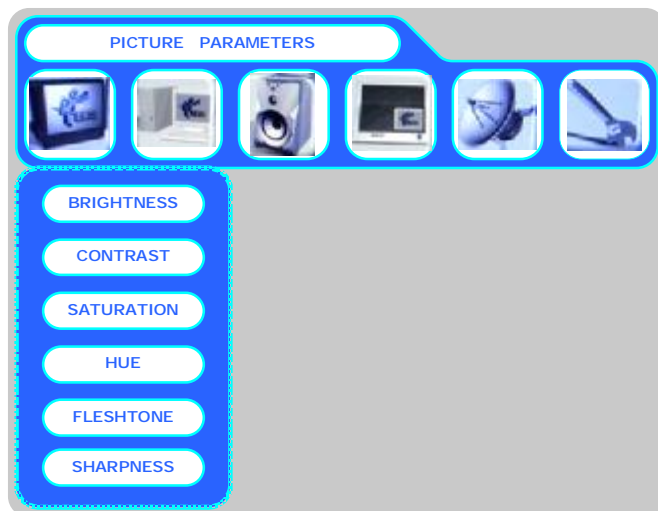 PICTURE PARAMETERS
BRIGHTNESS
CONTRAST
SATURATION
HUE
FLESHTONE
SHARPNESS